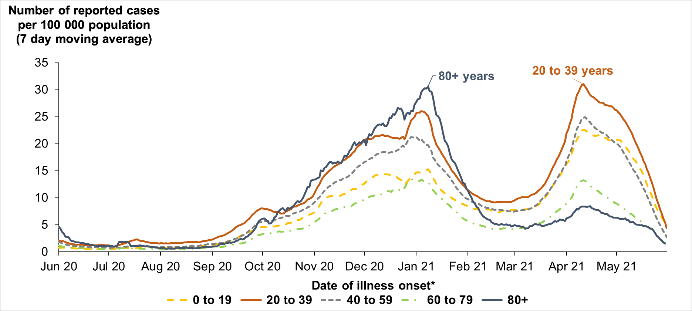 Number of reported cases
per 100 000 population
(7 day moving average)
35
30
25
20
15
10
5
0
80+ years
20 to 39 years
Jun 20 Jul 20 Aug 20 Sep 20 Oct 20 Nov 20 Dec 20 Jan 21 Feb 21 Mar 21 Apr 21 May 21
Date of illness onset*
0 to 19 20 to 39 40 to 59 60 to 79 80+